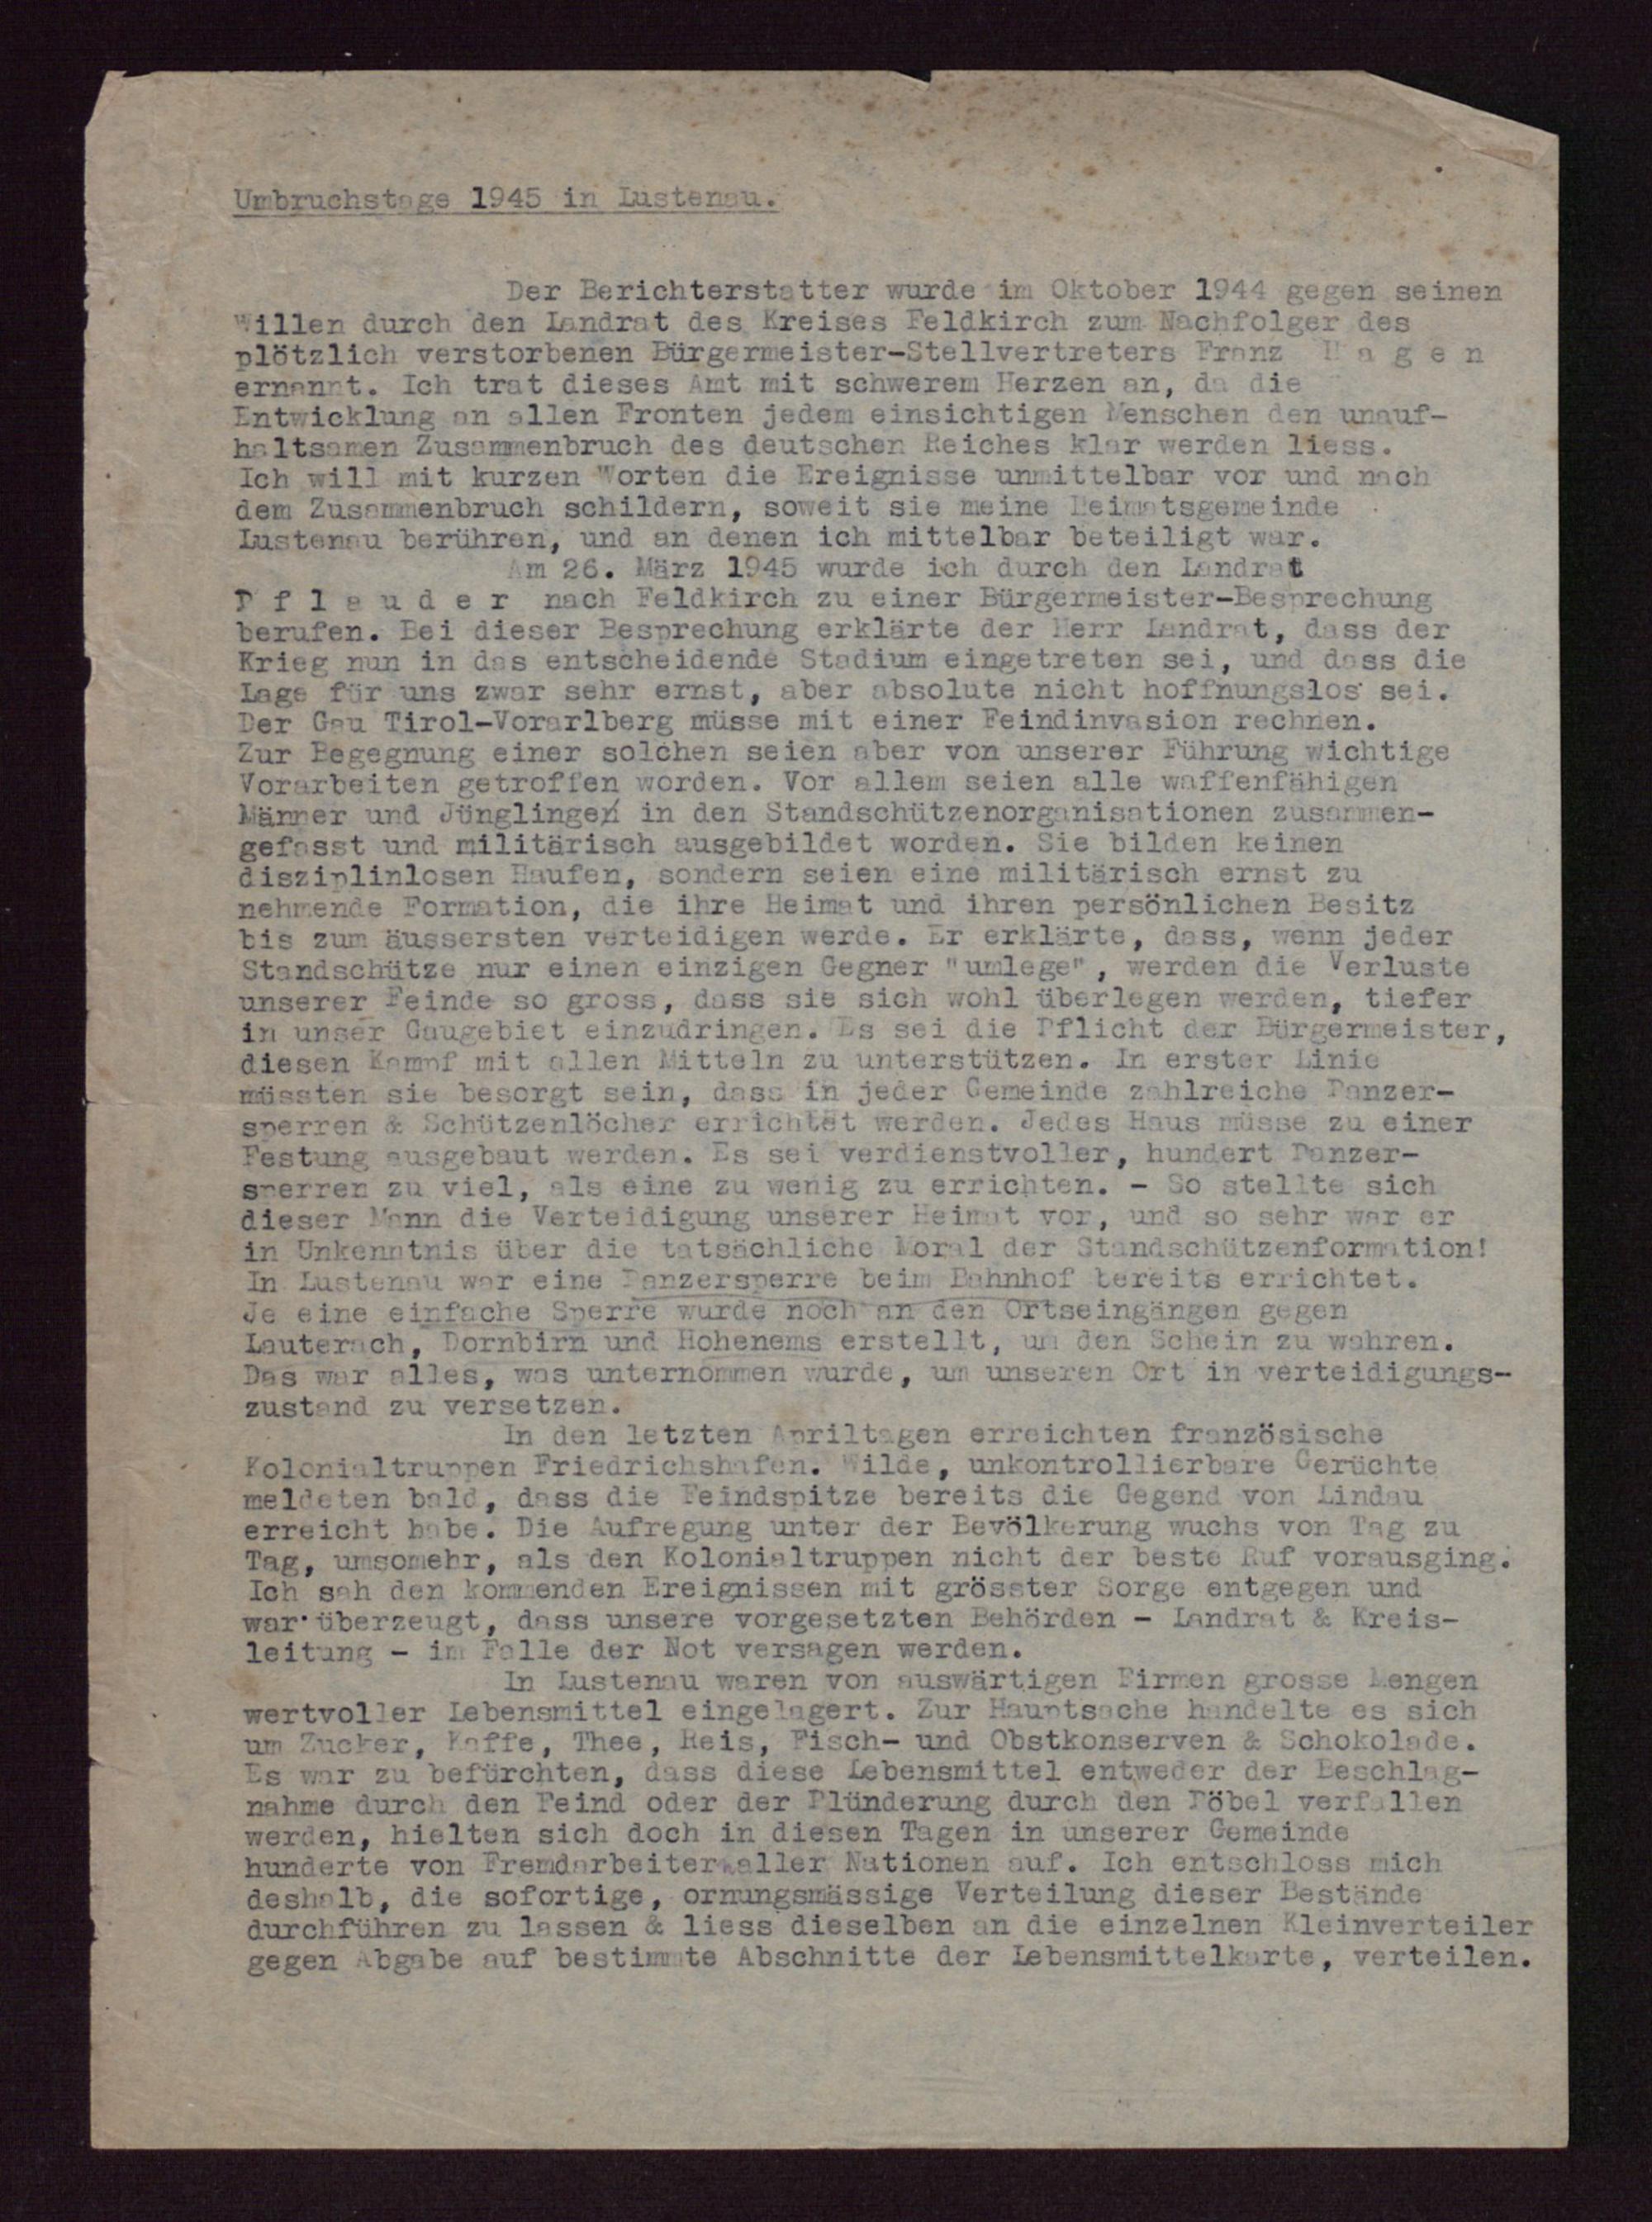 Umbruchstage 1945 in Lustenau.
Der Berichterstatter wurde im Oktober 1944 gegen seinen
Willen durch den Landrat des Kreises Feldkirch zum Nachfolger des
plötzlich verstorbenen Bürgermeister-Stellvertreters Franz H a g e n
ernannt. Ich trat dieses Amt mit schwerem Herzen an, da die
Entwicklung an allen Fronten jedem einsichtigen Menschen den unauf-
haltsamen Zusammenbruch des deutschen Reiches klar werden liess.
Ich will mit kurzen Worten die Ereignisse unmittelbar vor und nach
dem Zusammenbruch schildern, soweit sie meine Heimatsgemeinde
Lustenau berühren, und an denen ich mittelbar beteiligt war.
Am 26. März 1945 wurde ich durch den Landrat
P f l a u d e r nach Feldkirch zu einer Bürgermeister-Besprechung
berufen. Bei dieser Besprechung erklärte der Herr Landrat, dass der
Krieg nun in das entscheidende Stadium eingetreten sei, und dass die
Lage für uns zwar sehr ernst, aber absolute nicht hoffnungslos sei.
Der Gau Tirol-Vorarlberg müsse mit einer Feindinvasion rechnen.
Zur Begegnung einer solchen seien aber von unserer Führung wichtige
Vorarbeiten getroffen worden. Vor allem seien alle waffenfähigen
Männer und Jünglingen in den Standschützenorganisationen zusammen-
gefasst und militärisch ausgebildet worden. Sie bilden keinen
disziplinlosen Haufen, sondern seien eine militärisch ernst zu
nehmende Formation, die ihre Heimat und ihren persönlichen Besitz
bis zum äussersten verteidigen werde. Er erklärte, dass, wenn jeder
Standschütze nur einen einzigen Gegner "umlege", werden die Verluste
unserer Feinde so gross, dass sie sich wohl überlegen werden, tiefer
in unser Gaugebiet einzudringen. Es sei die Pflicht der Bürgermeister,
diesen Kampf mit allen Mitteln zu unterstützen. In erster Linie
müssten sie besorgt sein, dass in jeder Gemeinde zahlreiche Panzer-
sperren & Schützenlöcher errichtet werden. Jedes Haus müsse zu einer
Festung ausgebaut werden. Es sei verdienstvoller, hundert Panzer-
sperren zu viel, als eine zu wenig zu errichten. - So stellte sich
dieser Mann die Verteidigung unserer Heimat vor, und so sehr war er
in Unkenntnis über die tatsächliche Moral der Standschützenformation!
In Lustenau war eine Panzersperre beim Bahnhof bereits errichtet.
Je eine einfache Sperre wurde noch an den Ortseingängen gegen
Lauterach, Dornbirn und Hohenems erstellt, um den Schein zu wahren.
Das war alles, was unternommen wurde, um unseren Ort in verteidigungs-
zustand zu versetzen.
In den letzten Apriltagen erreichten französische
Kolonialtruppen Friedrichshafen. Wilde, unkontrollierbare Gerüchte
meldeten bald, dass die Feindspitze bereits die Gegend von Lindau
erreicht habe. Die Aufregung unter der Bevölkerung wuchs von Tag zu
Tag, umsomehr, als den Kolonialtruppen nicht der beste Ruf vorausging.
Ich sah den kommenden Ereignissen mit grösster Sorge entgegen und
war überzeugt, dass unsere vorgesetzten Behörden - Landrat & Kreis-
leitung - im Falle der Not versagen werden.
In Lustenau waren von auswärtigen Firmen grosse Mengen
wertvoller Lebensmittel eingelagert. Zur Hauptsache handelte es sich
um Zucker, Kaffe, Thee, Reis, Fisch- und Obstkonserven & Schokolade.
Es war zu befürchten, dass diese Lebensmittel entweder der Beschlag-
nahme durch den Feind oder der Plünderung durch den Pöbel verfallen
werden, hielten sich doch in diesen Tagen in unserer Gemeinde
hunderte von Fremdarbeitern aller Nationen auf. Ich entschloss mich
deshalb, die sofortige, ornungsmässige Verteilung dieser Bestände
durchführen zu lassen & liess dieselben an die einzelnen Kleinverteiler
gegen Abgabe auf bestimmte Abschnitte der Lebensmittelkarte, verteilen.